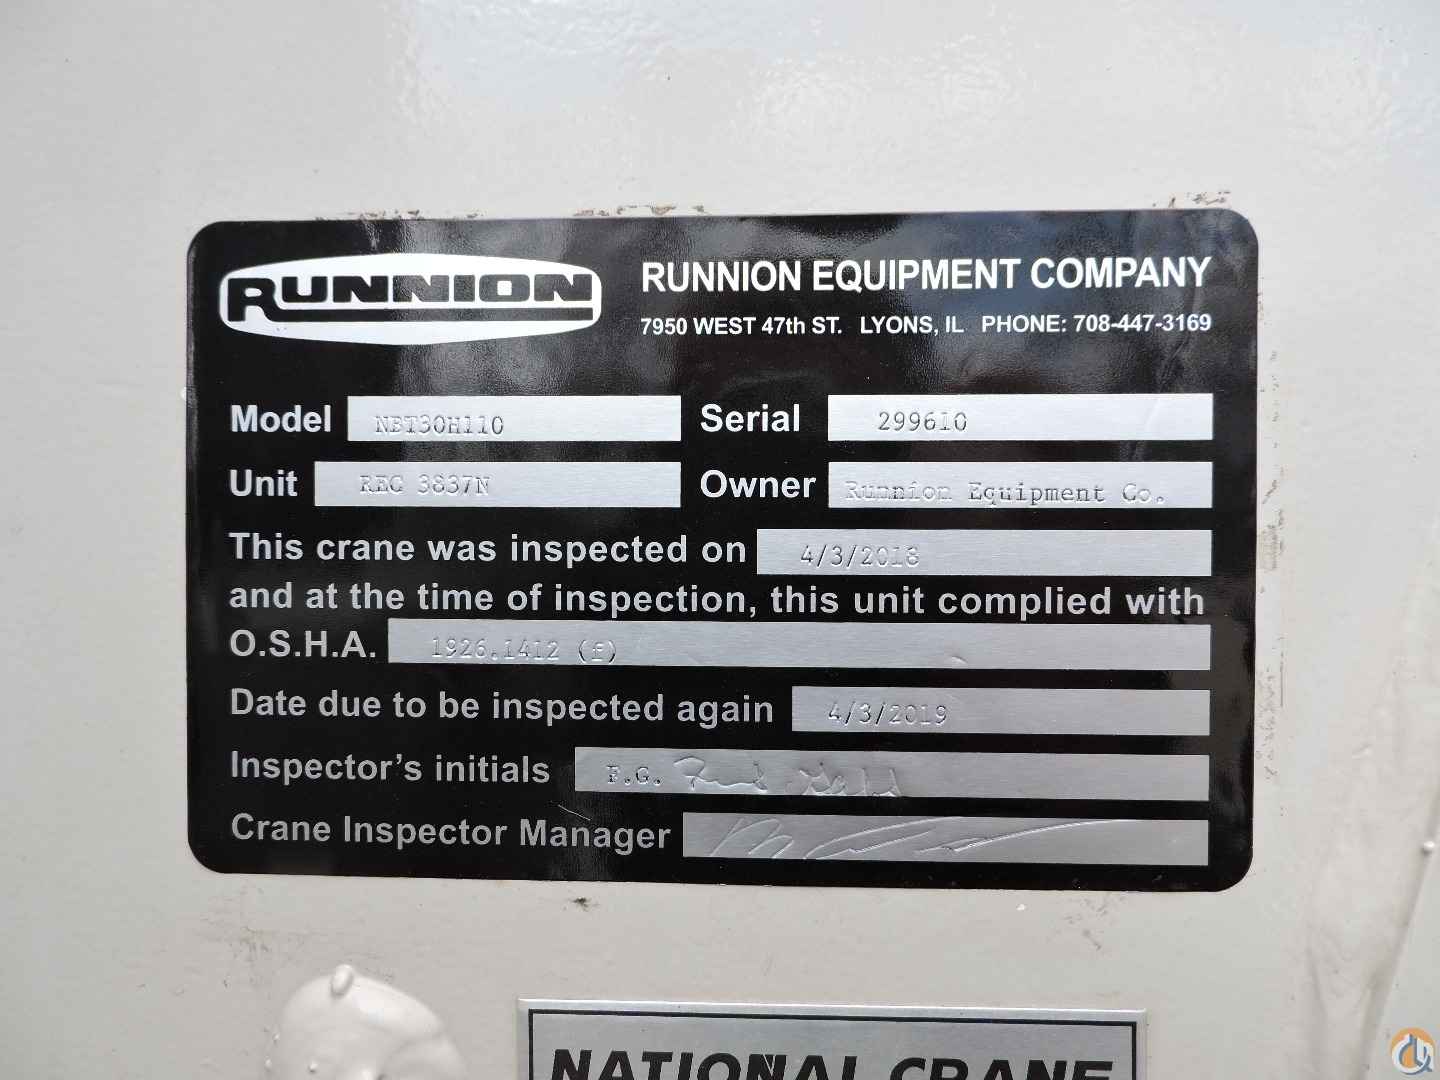 RUNNION
RUNNION EQUIPMENT COMPANY
7950 WEST 47th ST. LYONS, IL PHONE: 708-447-3169
Model NBT30H110 Serial 299610
Unit REC 3837N Owner Runnion Equipment Co.
This crane was inspected on 4/3/2018
and at the time of inspection, this unit complied with
O.S.H.A. 1926.1412 (f)
Date due to be inspected again 4/3/2019
Inspector's initials F.G.
Crane Inspector Manager
NATIONAL CRANE